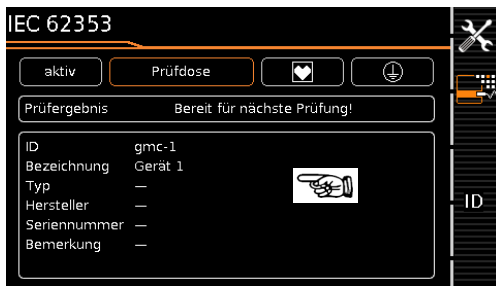 IEC 62353
aktiv Prüfdose
Prüfergebnis Bereit für nächste Prüfung!
ID gmc-1
Bezeichnung Gerät 1
Typ —
Hersteller —
Seriennummer —
Bemerkung —
ID